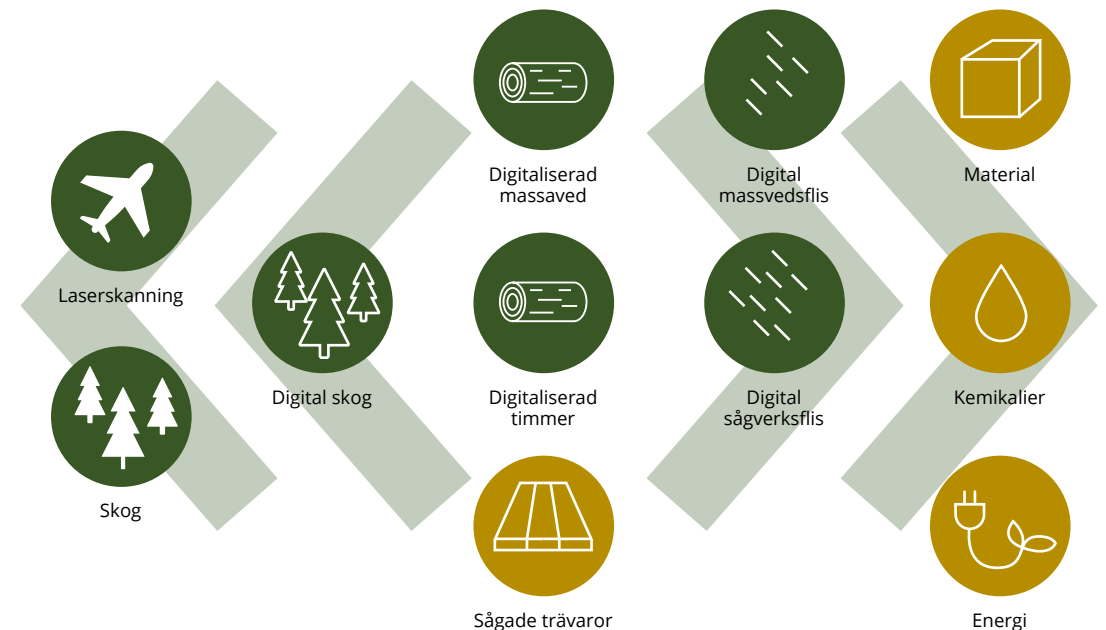 Laserskanning
Skog
Digital skog
Digitaliserad
massaved
Digitaliserad
timmer
Sågade trävaror
Digital
massvedsflis
Digital
sågverksflis
Material
Kemikalier
Energi